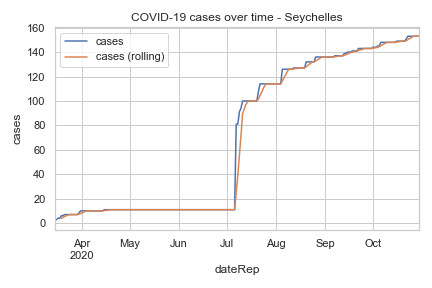 COVID-19 cases over time - Seychelles
cases
cases (rolling)
160
140
120
100
80
60
40
20
0
cases
Apr
2020
May
Jun
Jul
Aug
Sep
Oct
dateRep